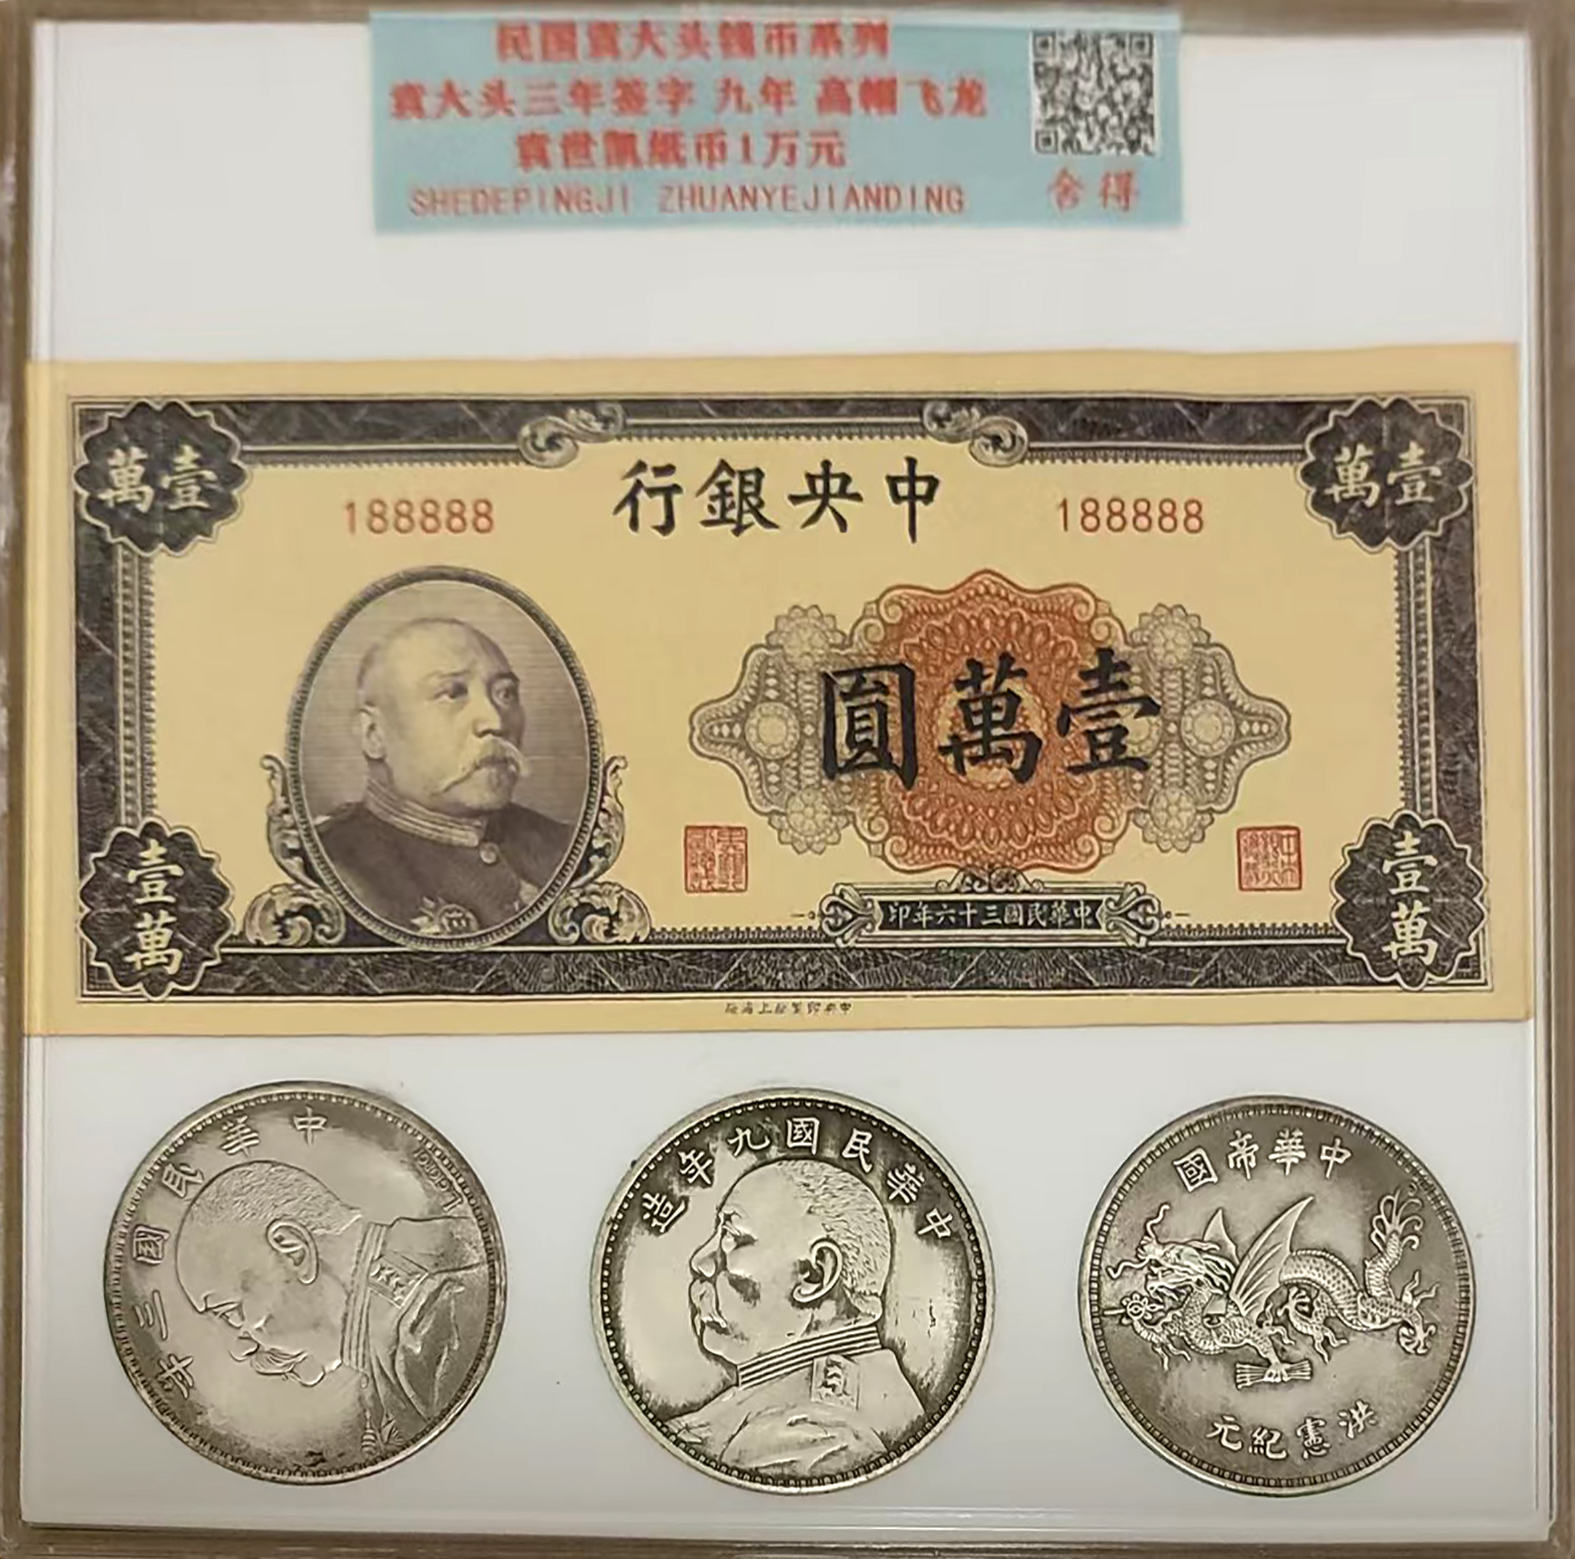 民国袁大头钱币系列
袁大头三年签字 九年 高帽飞龙
袁世凯纸币1万元
SHEDEPINGJI ZHUANYEJIANDING
舍得
萬壹
萬壹
188888
行銀央中
188888
圓萬壹
壹萬
壹萬
印年六十三國民華中
中華民國三年
造年九國民華中
國帝華中
元紀憲洪